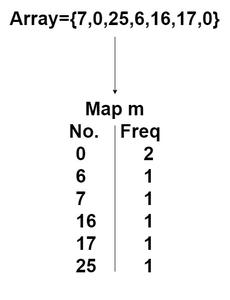 Array={7,0,25,6,16,17,0}
Map m
No. Freq
0 2
6 1
7 1
16 1
17 1
25 1